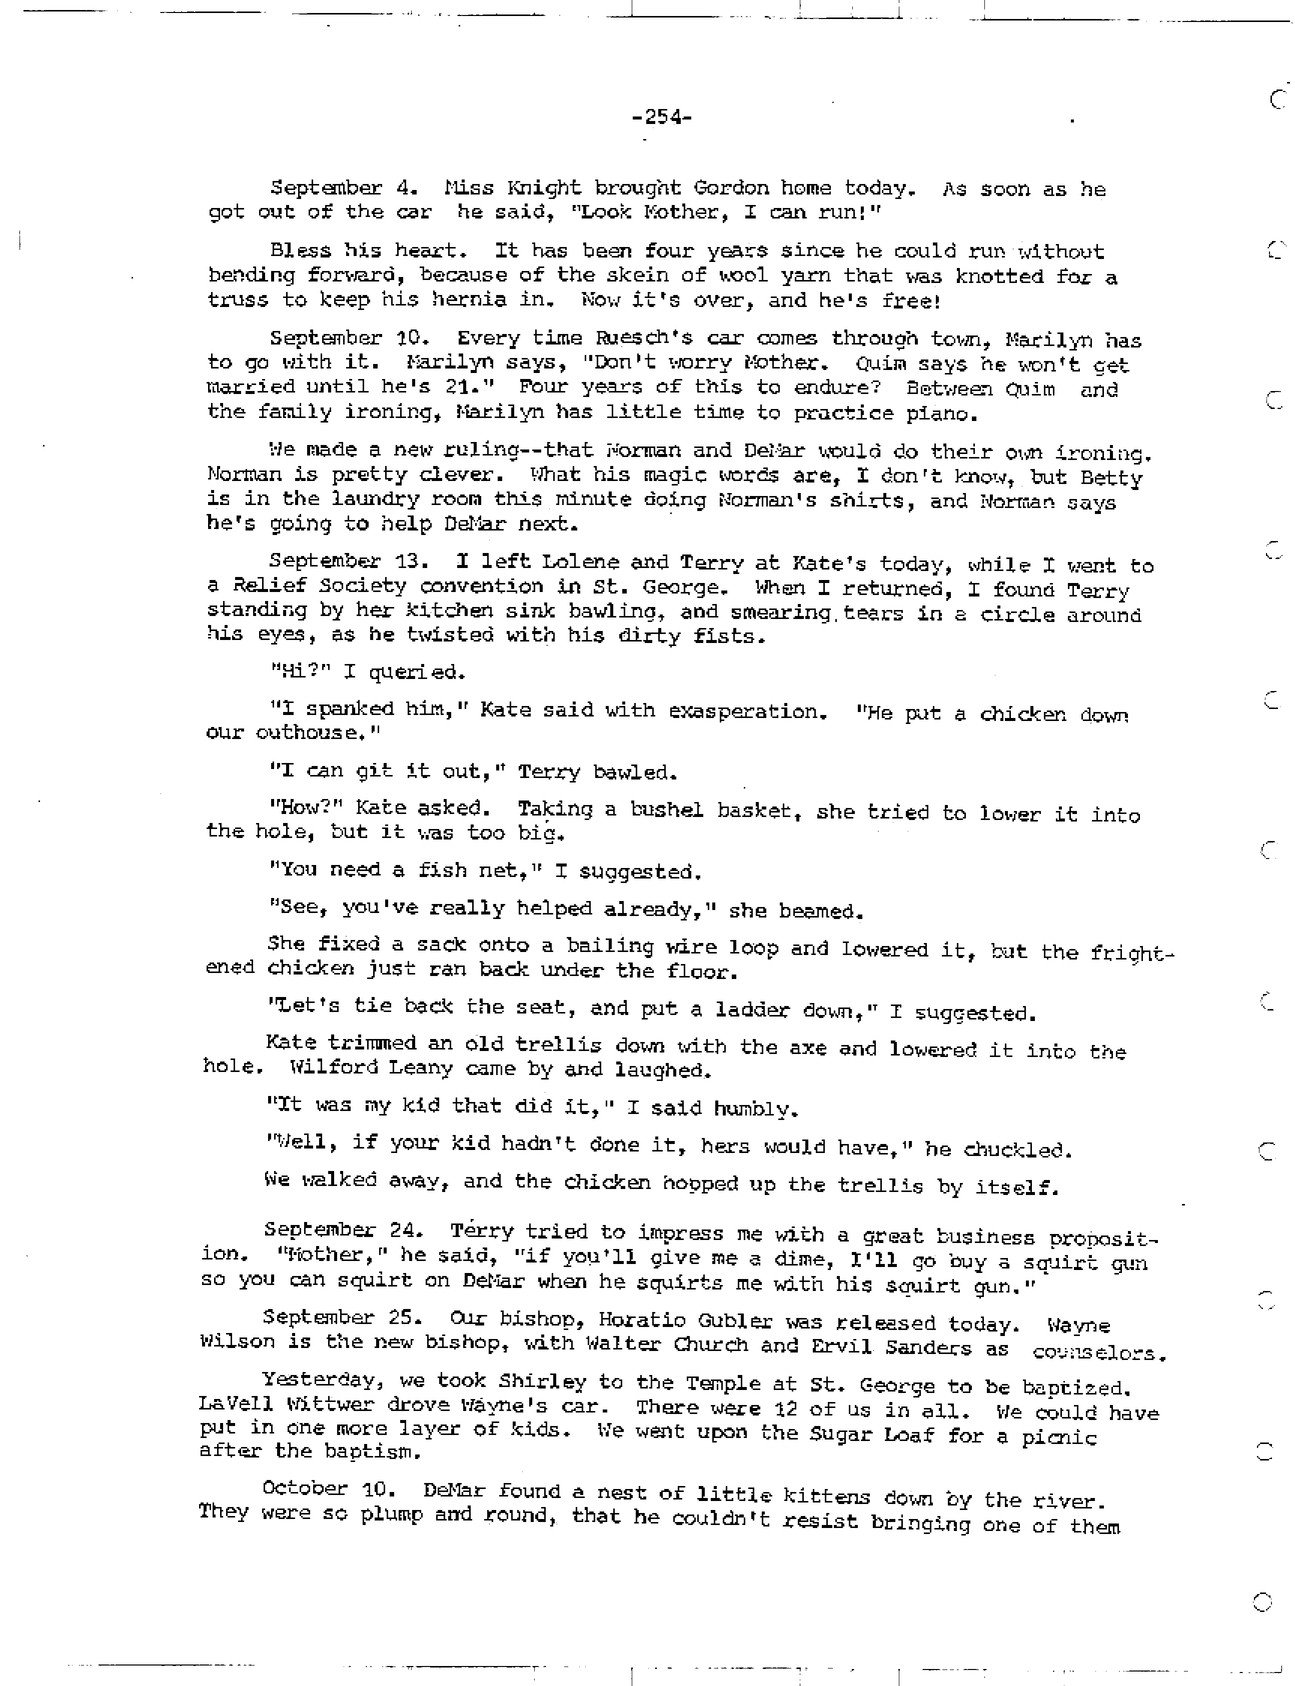 -254-
September 4. Miss Knight brought Gordon home today. As soon as he
got out of the car he said, "Look Mother, I can run!"
Bless his heart. It has been four years since he could run without
bending forward, because of the skein of wool yarn that was knotted for a
truss to keep his hernia in. Now it's over, and he's free!
September 10. Every time Ruesch's car comes through town, Marilyn has
to go with it. Marilyn says, "Don't worry Mother. Quim says he won't get
married until he's 21." Four years of this to endure? Between Quim and
the family ironing, Marilyn has little time to practice piano.
We made a new ruling--that Norman and DeMar would do their own ironing.
Norman is pretty clever. What his magic words are, I don't know, but Betty
is in the laundry room this minute doing Norman's shirts, and Norman says
he's going to help DeMar next.
September 13. I left Lolene and Terry at Kate's today, while I went to
a Relief Society convention in St. George. When I returned, I found Terry
standing by her kitchen sink bawling, and smearing tears in a circle around
his eyes, as he twisted with his dirty fists.
"Hi?" I queried.
"I spanked him," Kate said with exasperation. "He put a chicken down
our outhouse."
"I can git it out," Terry bawled.
"How?" Kate asked. Taking a bushel basket, she tried to lower it into
the hole, but it was too big.
"You need a fish net," I suggested.
"See, you've really helped already," she beamed.
She fixed a sack onto a bailing wire loop and lowered it, but the fright-
ened chicken just ran back under the floor.
"Let's tie back the seat, and put a ladder down," I suggested.
Kate trimmed an old trellis down with the axe and lowered it into the
hole. Wilford Leany came by and laughed.
"It was my kid that did it," I said humbly.
"Well, if your kid hadn't done it, hers would have," he chuckled.
We walked away, and the chicken hopped up the trellis by itself.
September 24. Terry tried to impress me with a great business proposit-
ion. "Mother," he said, "if you'll give me a dime, I'll go buy a squirt gun
so you can squirt on DeMar when he squirts me with his squirt gun."
September 25. Our bishop, Horatio Gubler was released today. Wayne
Wilson is the new bishop, with Walter Church and Ervil Sanders as counselors.
Yesterday, we took Shirley to the Temple at St. George to be baptized.
LaVell Wittwer drove Wayne's car. There were 12 of us in all. We could have
put in one more layer of kids. We went upon the Sugar Loaf for a picnic
after the baptism.
October 10. DeMar found a nest of little kittens down by the river.
They were so plump and round, that he couldn't resist bringing one of them